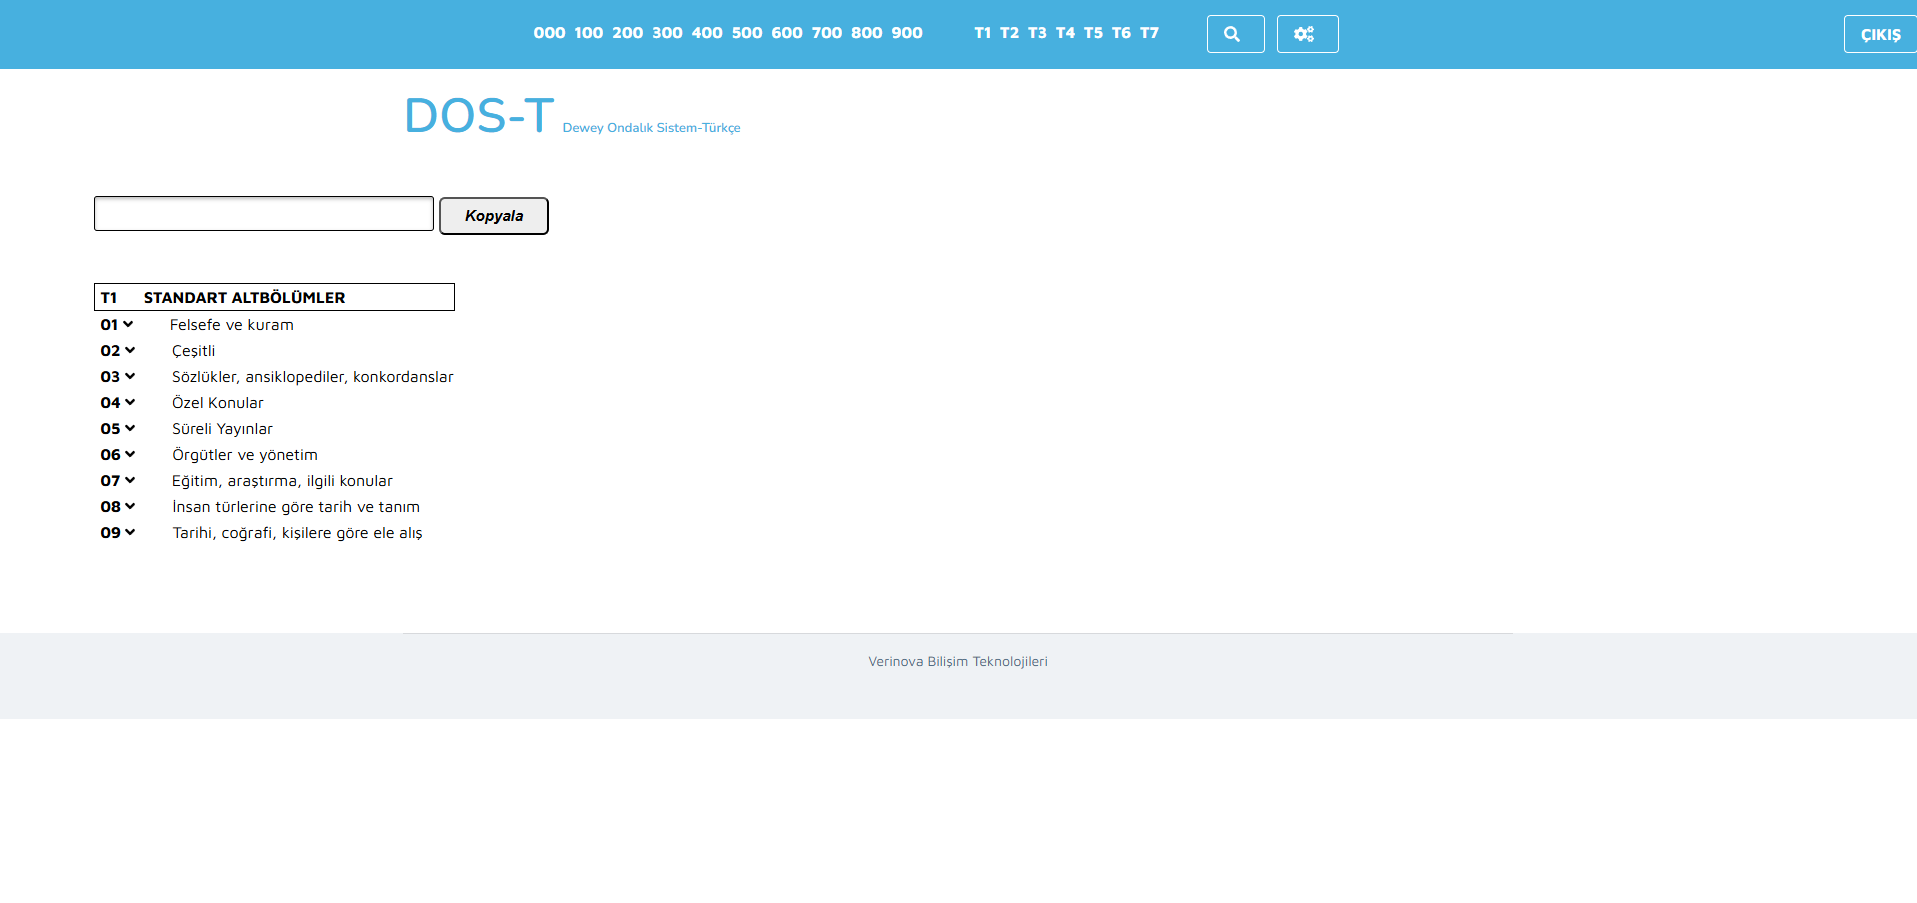 000 100 200 300 400 500 600 700 800 900 T1 T2 T3 T4 T5 T6 T7 ÇIKIŞ
DOS-T Dewey Ondalık Sistem-Türkçe
Kopyala
T1 STANDART ALTBÖLÜMLER
01 Felsefe ve kuram
02 Çeşitli
03 Sözlükler, ansiklopediler, konkordanslar
04 Özel Konular
05 Süreli Yayınlar
06 Örgütler ve yönetim
07 Eğitim, araştırma, ilgili konular
08 İnsan türlerine göre tarih ve tanım
09 Tarihi, coğrafi, kişilere göre ele alış
Verinova Bilişim Teknolojileri